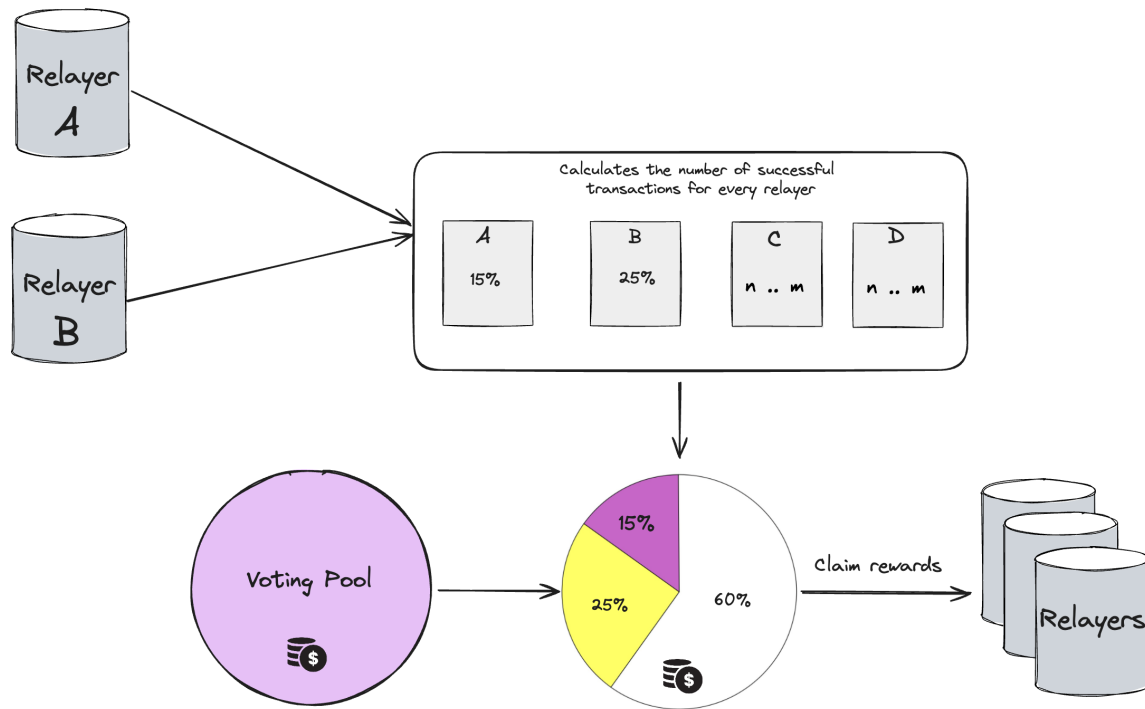 Relayer
A
Relayer
B
Calculates the number of successful
transactions for every relayer
A
B
C
D
15%
25%
n .. m
n .. m
Voting Pool
$
15%
25%
60%
$
Claim rewards
Relayers